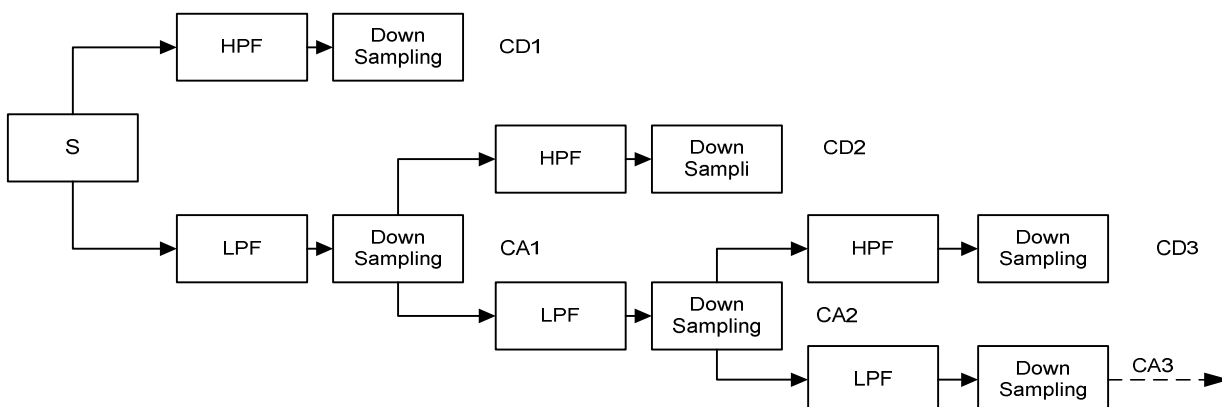 HPF
Down
Sampling
CD1
S
HPF
Down
Sampli
CD2
LPF
Down
Sampling
CA1
HPF
Down
Sampling
CD3
LPF
Down
Sampling
CA2
LPF
Down
Sampling
CA3